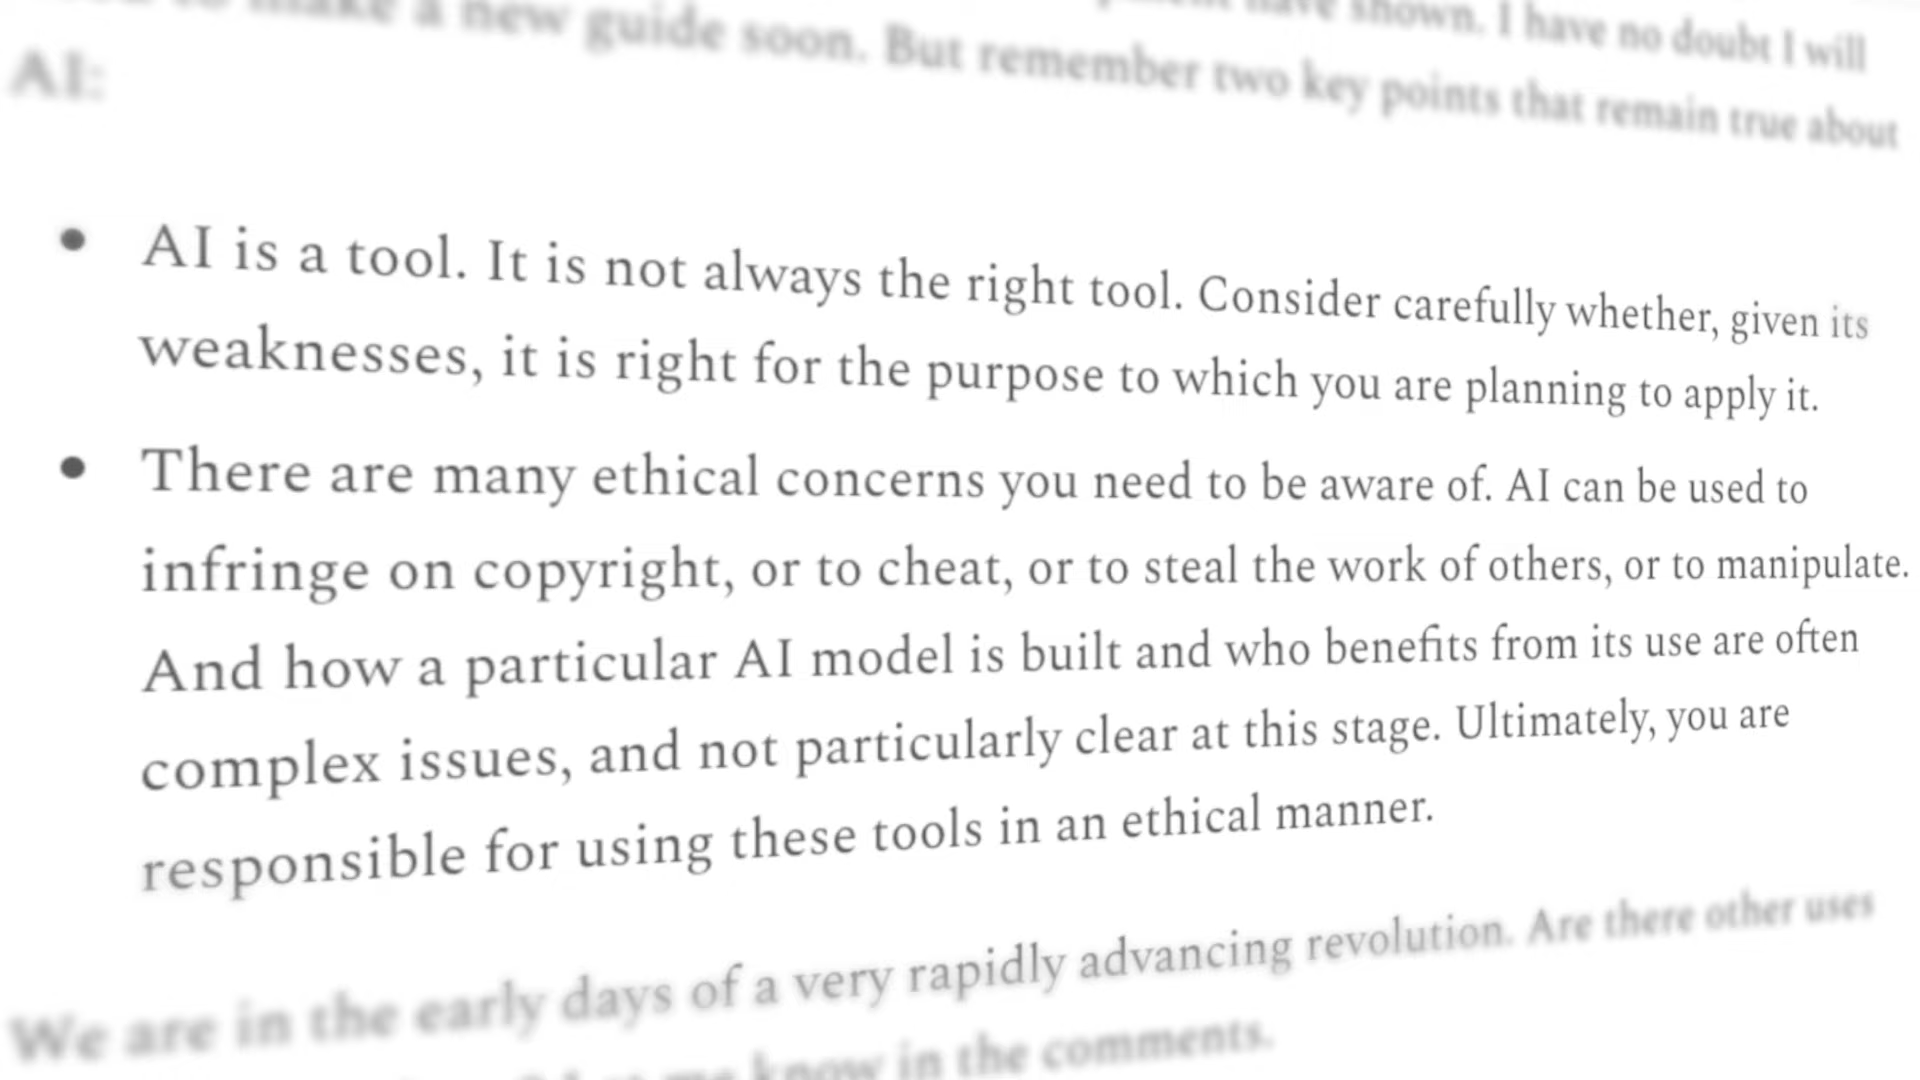 have shown. I have no doubt I will
to make a new guide soon. But remember two key points that remain true about
AI:
• AI is a tool. It is not always the right tool. Consider carefully whether, given its
weaknesses, it is right for the purpose to which you are planning to apply it.
• There are many ethical concerns you need to be aware of. AI can be used to
infringe on copyright, or to cheat, or to steal the work of others, or to manipulate.
And how a particular AI model is built and who benefits from its use are often
complex issues, and not particularly clear at this stage. Ultimately, you are
responsible for using these tools in an ethical manner.
We are in the early days of a very rapidly advancing revolution. Are there other uses
me know in the comments.